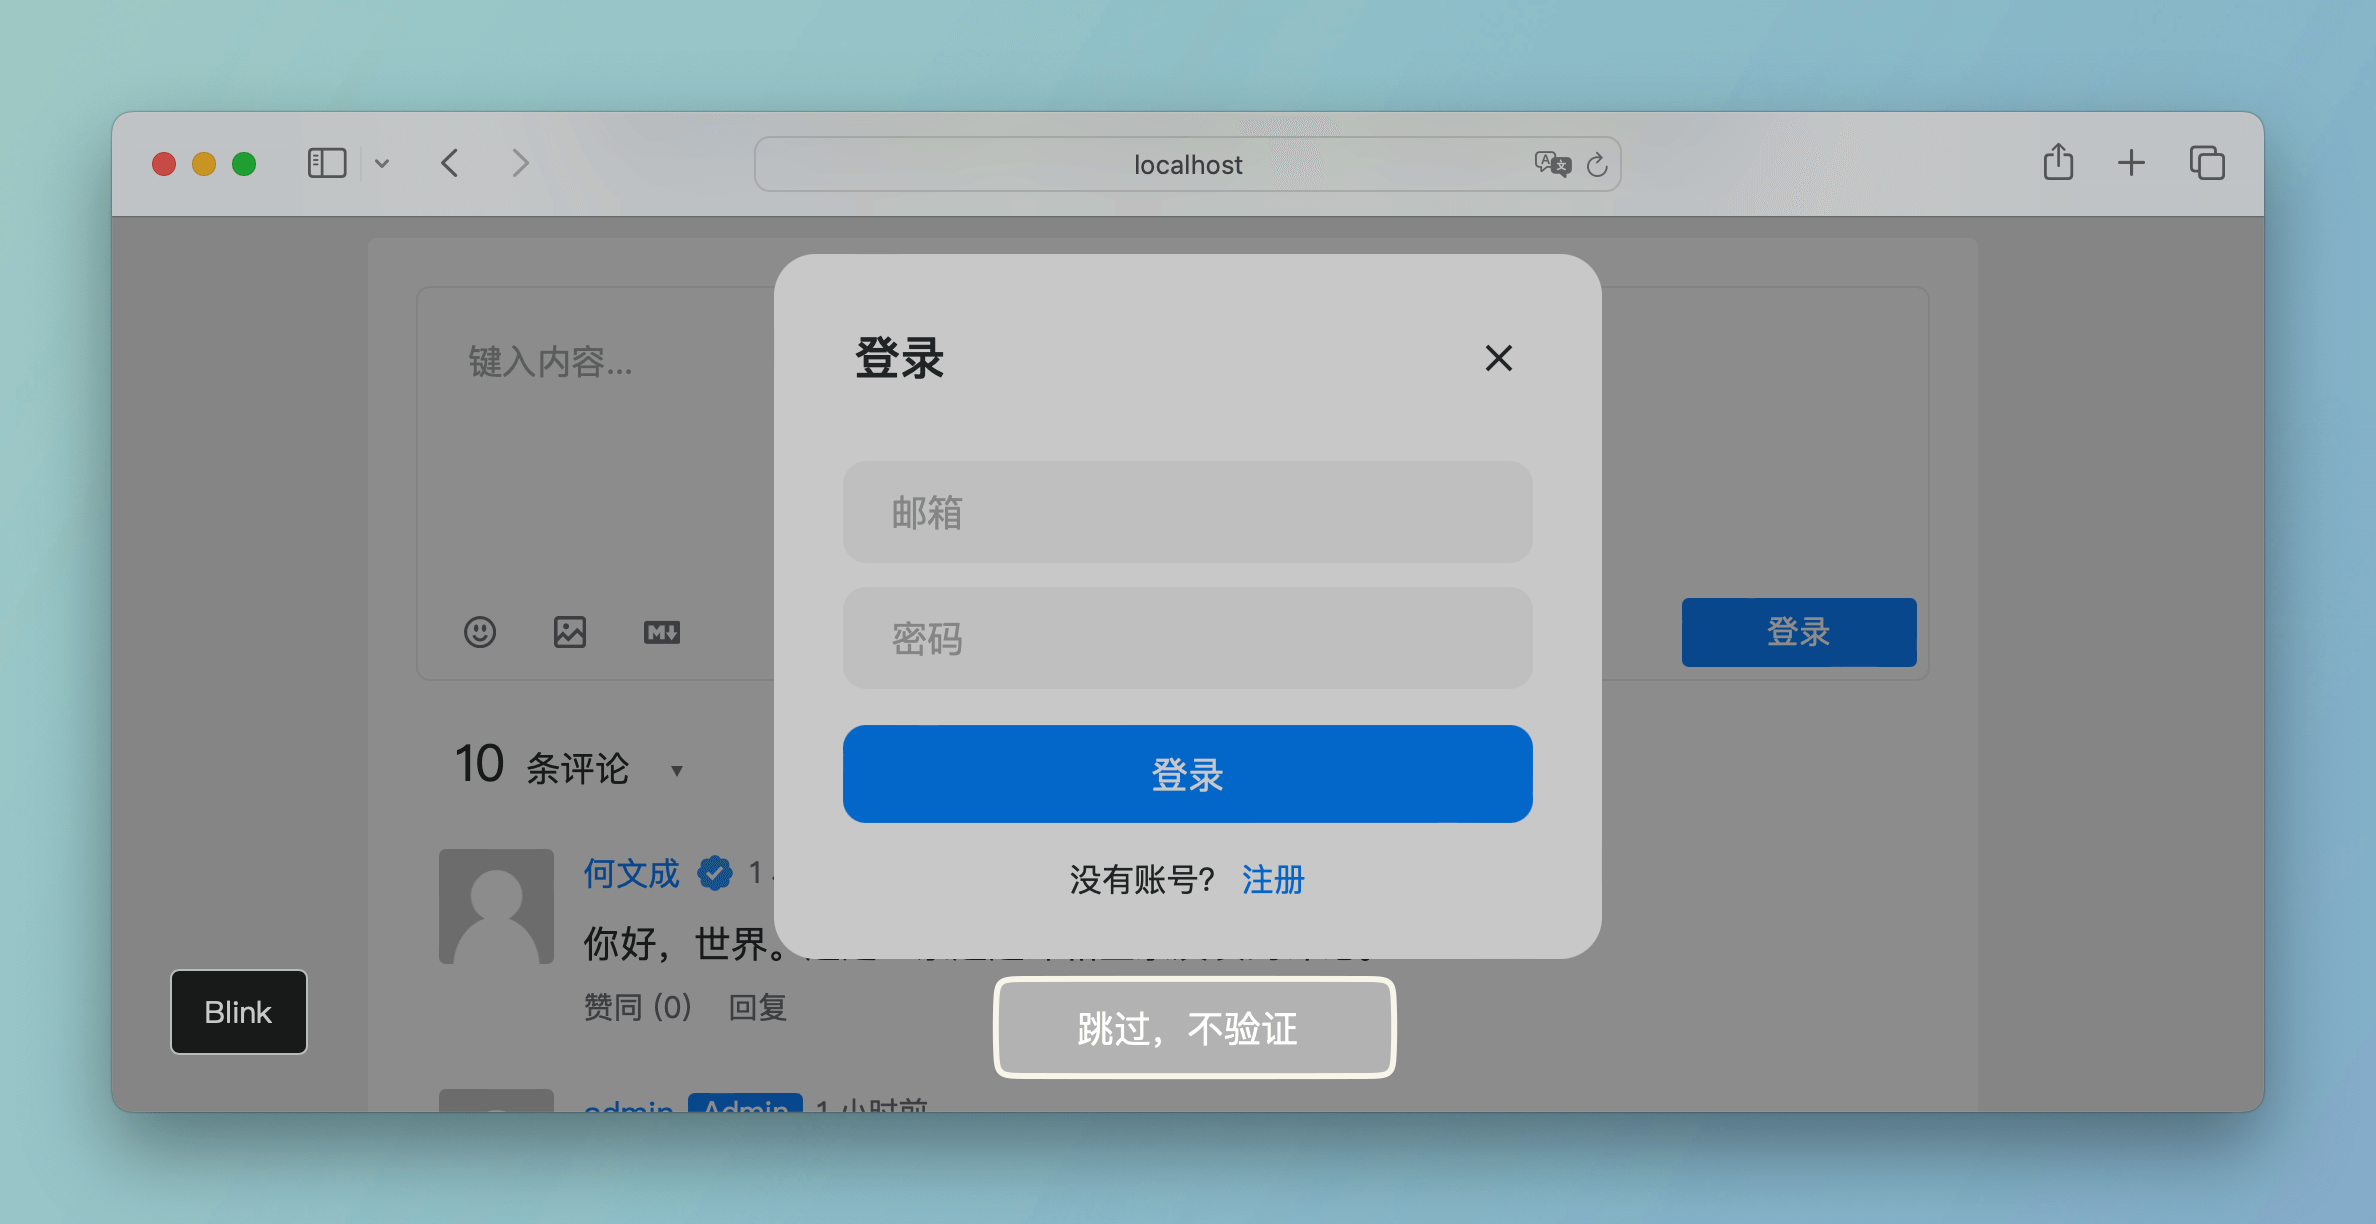 localhost
登录
键入内容...
邮箱
密码
登录
登录
10 条评论
没有账号? 注册
何文成 1
你好，世界。
赞同 (0) 回复
跳过，不验证
Blink
admin Admin 1 小时前